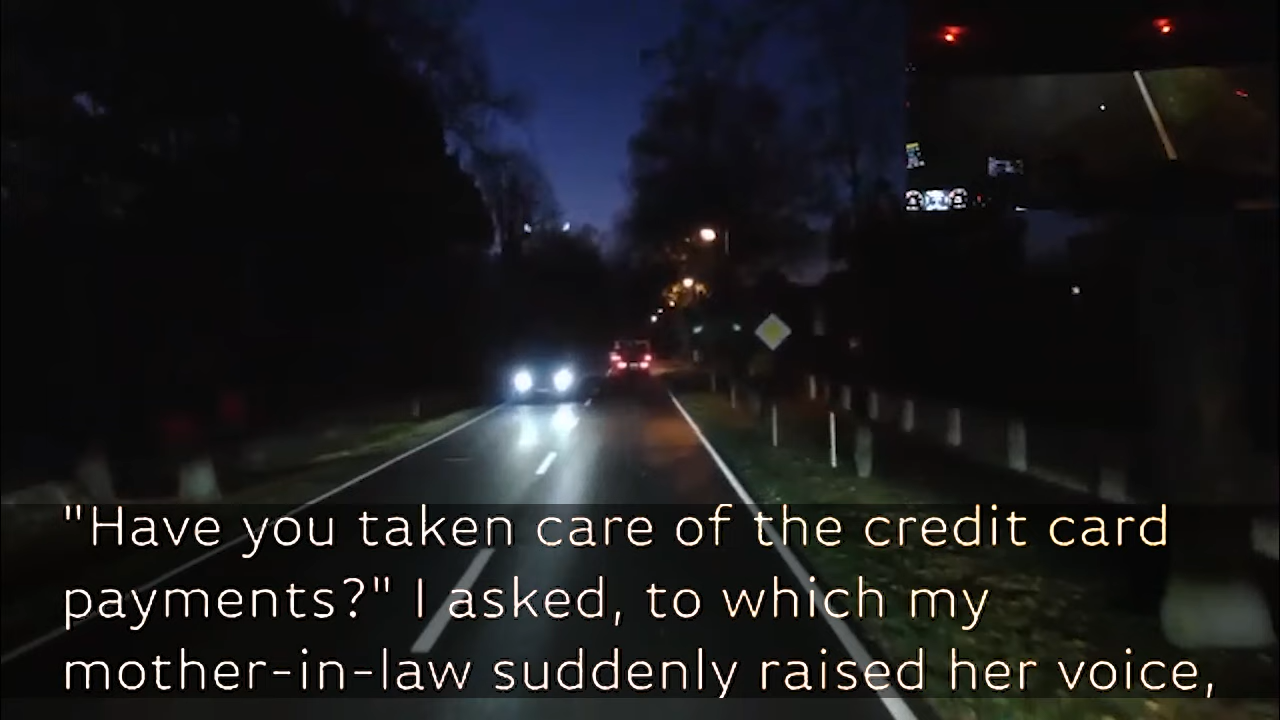 "Have you taken care of the credit card
payments?" I asked, to which my
mother-in-law suddenly raised her voice,